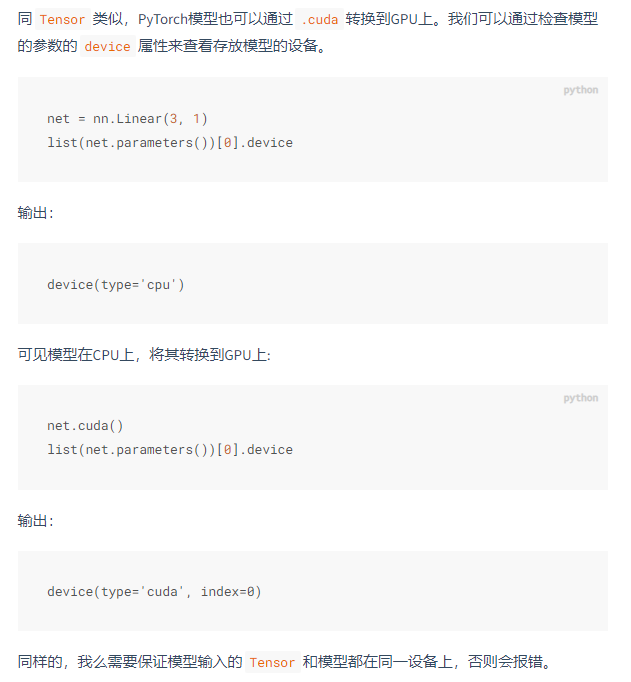 同 Tensor 类似，PyTorch模型也可以通过 .cuda 转换到GPU上。我们可以通过检查模型
的参数的 device 属性来查看存放模型的设备。
python
net = nn.Linear(3, 1)
list(net.parameters())[0].device
输出：
device(type='cpu')
可见模型在CPU上，将其转换到GPU上:
python
net.cuda()
list(net.parameters())[0].device
输出：
device(type='cuda', index=0)
同样的，我么需要保证模型输入的 Tensor 和模型都在同一设备上，否则会报错。